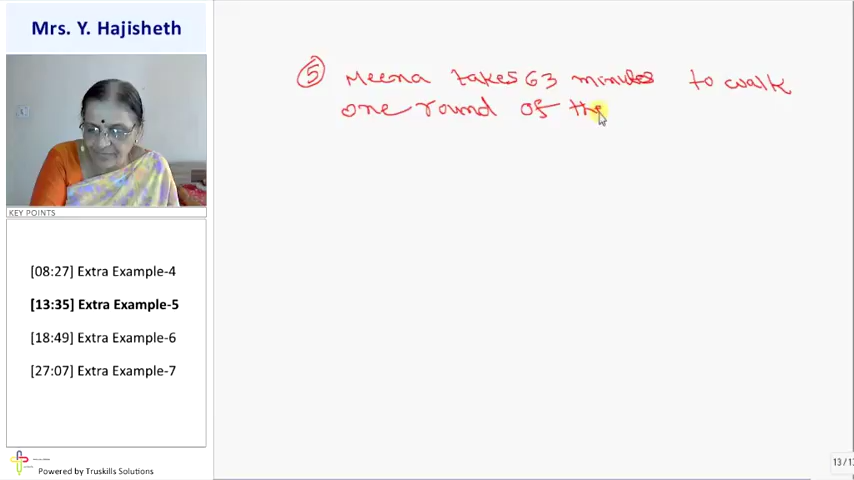 Mrs. Y. Hajisheth
KEY POINTS
[08:27] Extra Example-4
[13:35] Extra Example-5
[18:49] Extra Example-6
[27:07] Extra Example-7
Powered by Truskills Solutions
5 Meena takes 63 minutes to walk
one round of the